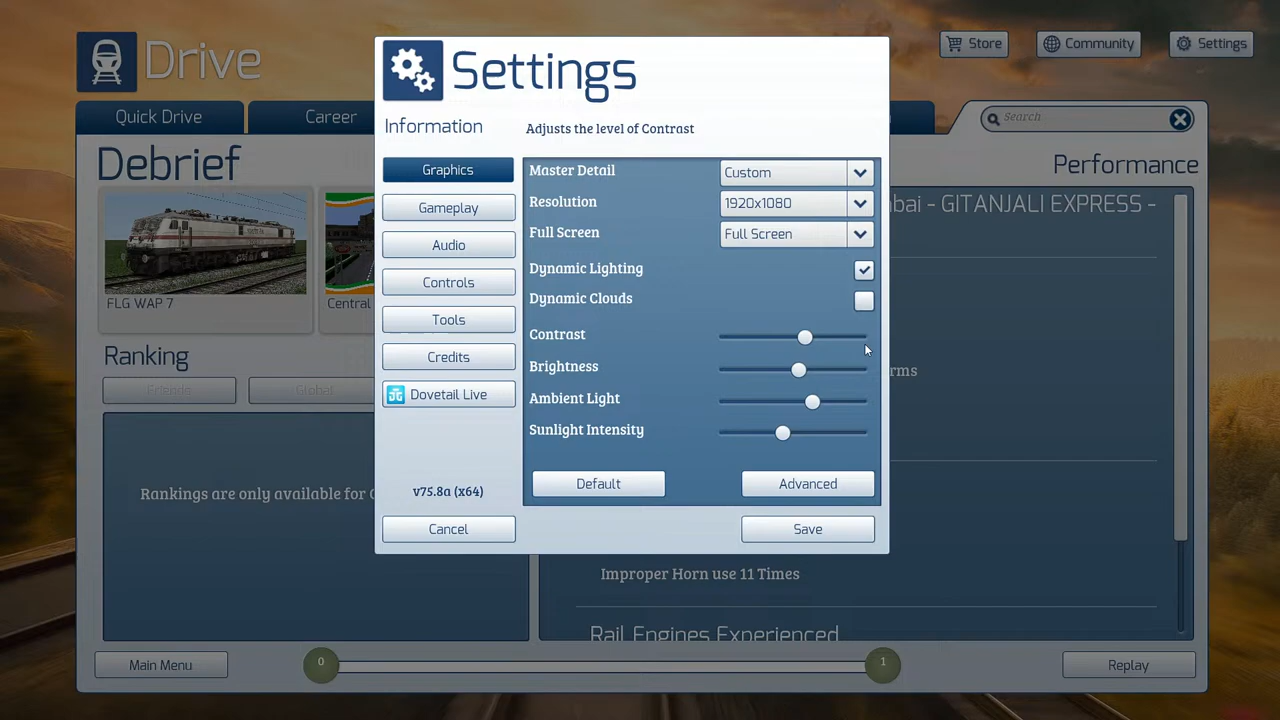 Drive
Store
Community
Settings
Quick Drive
Career
Search
Debrief
Performance
FLG WAP 7
Central
bai - GITANJALI EXPRESS -
Ranking
Friends
Global
Rankings are only available for
rms
Improper Horn use 11 Times
Rail Engines Experienced
Main Menu
0
1
Replay
Settings
Information
Adjusts the level of Contrast
Graphics
Gameplay
Audio
Controls
Tools
Credits
Dovetail Live
v75.8a (x64)
Cancel
Master Detail
Custom
Resolution
1920x1080
Full Screen
Full Screen
Dynamic Lighting
Dynamic Clouds
Contrast
Brightness
Ambient Light
Sunlight Intensity
Default
Advanced
Save